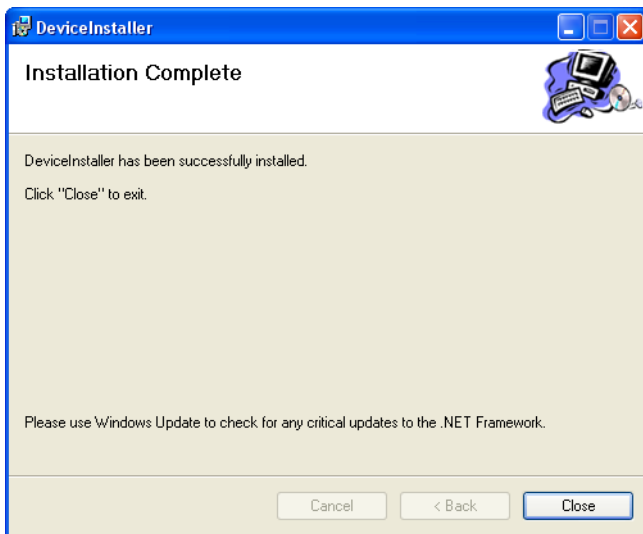 DeviceInstaller
Installation Complete
DeviceInstaller has been successfully installed.
Click "Close" to exit.
Please use Windows Update to check for any critical updates to the .NET Framework.
Cancel
< Back
Close